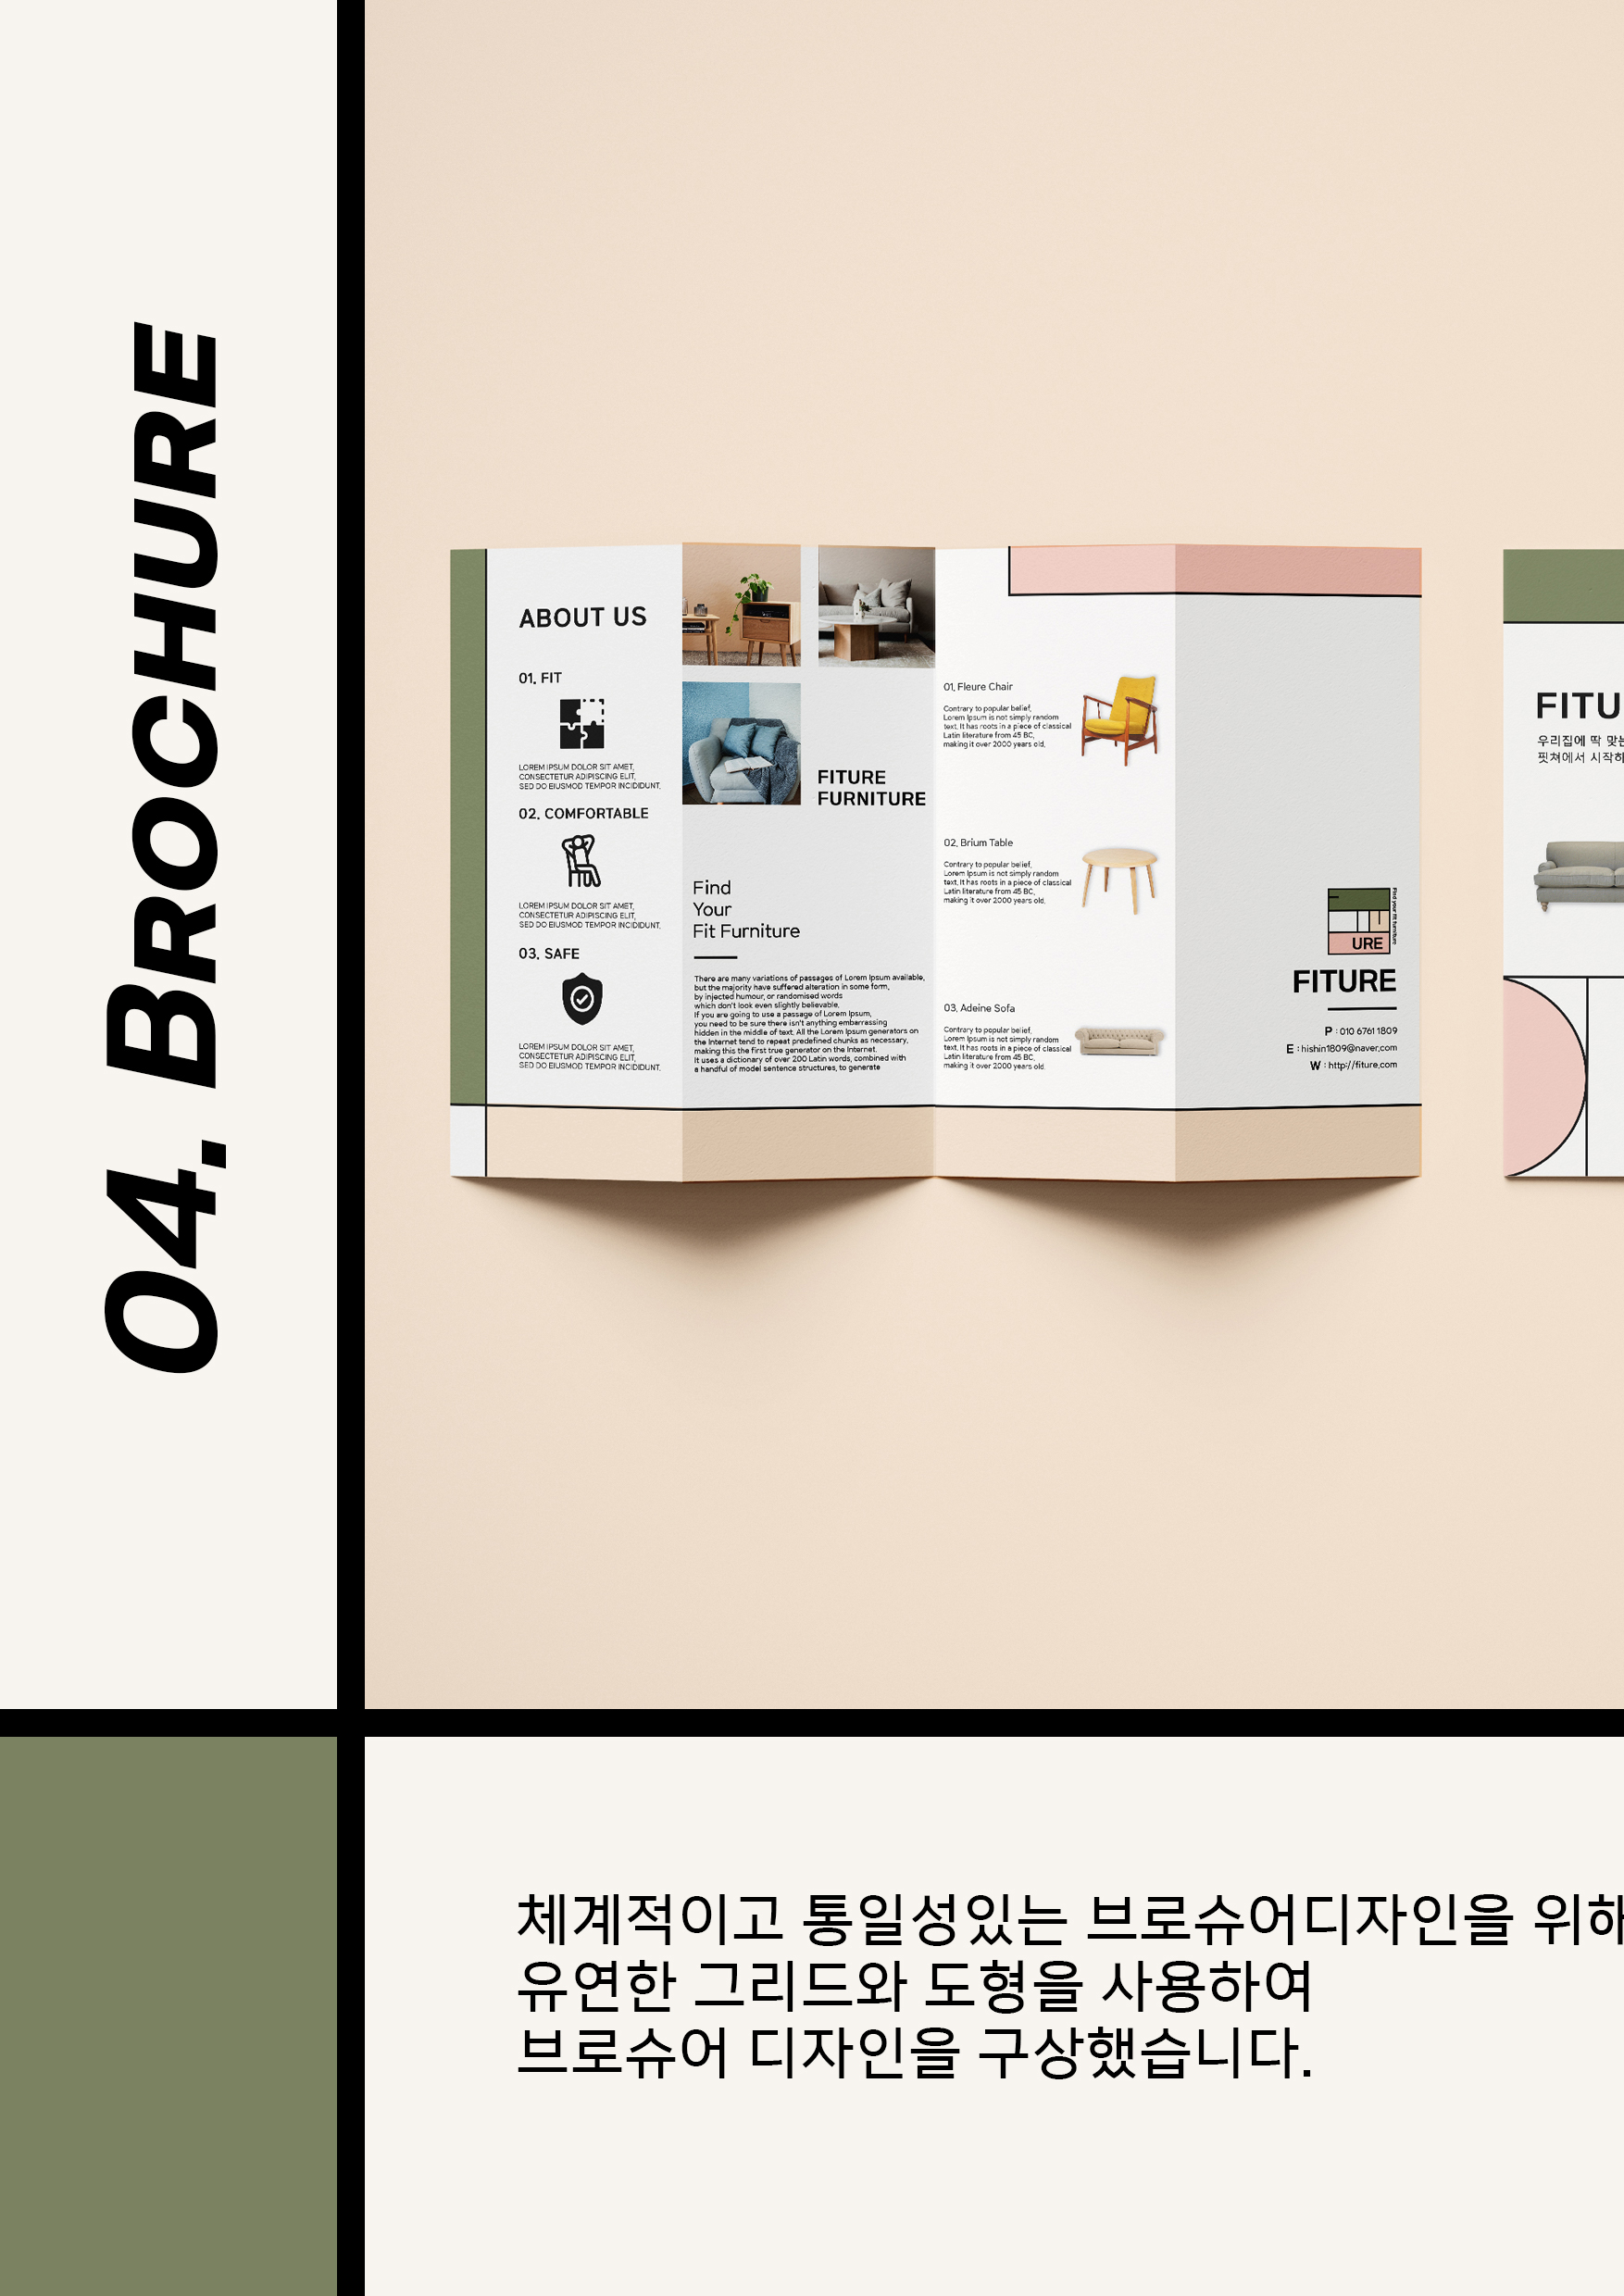 04. BROCHURE
ABOUT US
01. FIT
LOREM IPSUM DOLOR SIT AMET,
CONSECTETUR ADIPISCING ELIT,
SED DO EIUSMOD TEMPOR INCIDIDUNT.
02. COMFORTABLE
LOREM IPSUM DOLOR SIT AMET,
CONSECTETUR ADIPISCING ELIT,
SED DO EIUSMOD TEMPOR INCIDIDUNT.
03. SAFE
LOREM IPSUM DOLOR SIT AMET,
CONSECTETUR ADIPISCING ELIT,
SED DO EIUSMOD TEMPOR INCIDIDUNT.
FITURE
FURNITURE
Find
Your
Fit Furniture
There are many variations of passages of Lorem Ipsum available,
but the majority have suffered alteration in some form,
by injected humour, or randomised words
which don't look even slightly believable.
If you are going to use a passage of Lorem Ipsum,
you need to be sure there isn't anything embarrassing
hidden in the middle of text. All the Lorem Ipsum generators on
the Internet tend to repeat predefined chunks as necessary,
making this the first true generator on the Internet.
It uses a dictionary of over 200 Latin words, combined with
a handful of model sentence structures, to generate
01. Fleure Chair
Contrary to popular belief,
Lorem Ipsum is not simply random
text. It has roots in a piece of classical
Latin literature from 45 BC,
making it over 2000 years old.
02. Brium Table
Contrary to popular belief,
Lorem Ipsum is not simply random
text. It has roots in a piece of classical
Latin literature from 45 BC,
making it over 2000 years old.
03. Adeine Sofa
Contrary to popular belief,
Lorem Ipsum is not simply random
text. It has roots in a piece of classical
Latin literature from 45 BC,
making it over 2000 years old.
Find your fit furniture
URE
FITURE
P : 010 6761 1809
E : hishin1809@naver.com
W : http://fiture.com
FITU
우리집에 딱 맞는
핏쳐에서 시작하
체계적이고 통일성있는 브로슈어디자인을 위해
유연한 그리드와 도형을 사용하여
브로슈어 디자인을 구상했습니다.